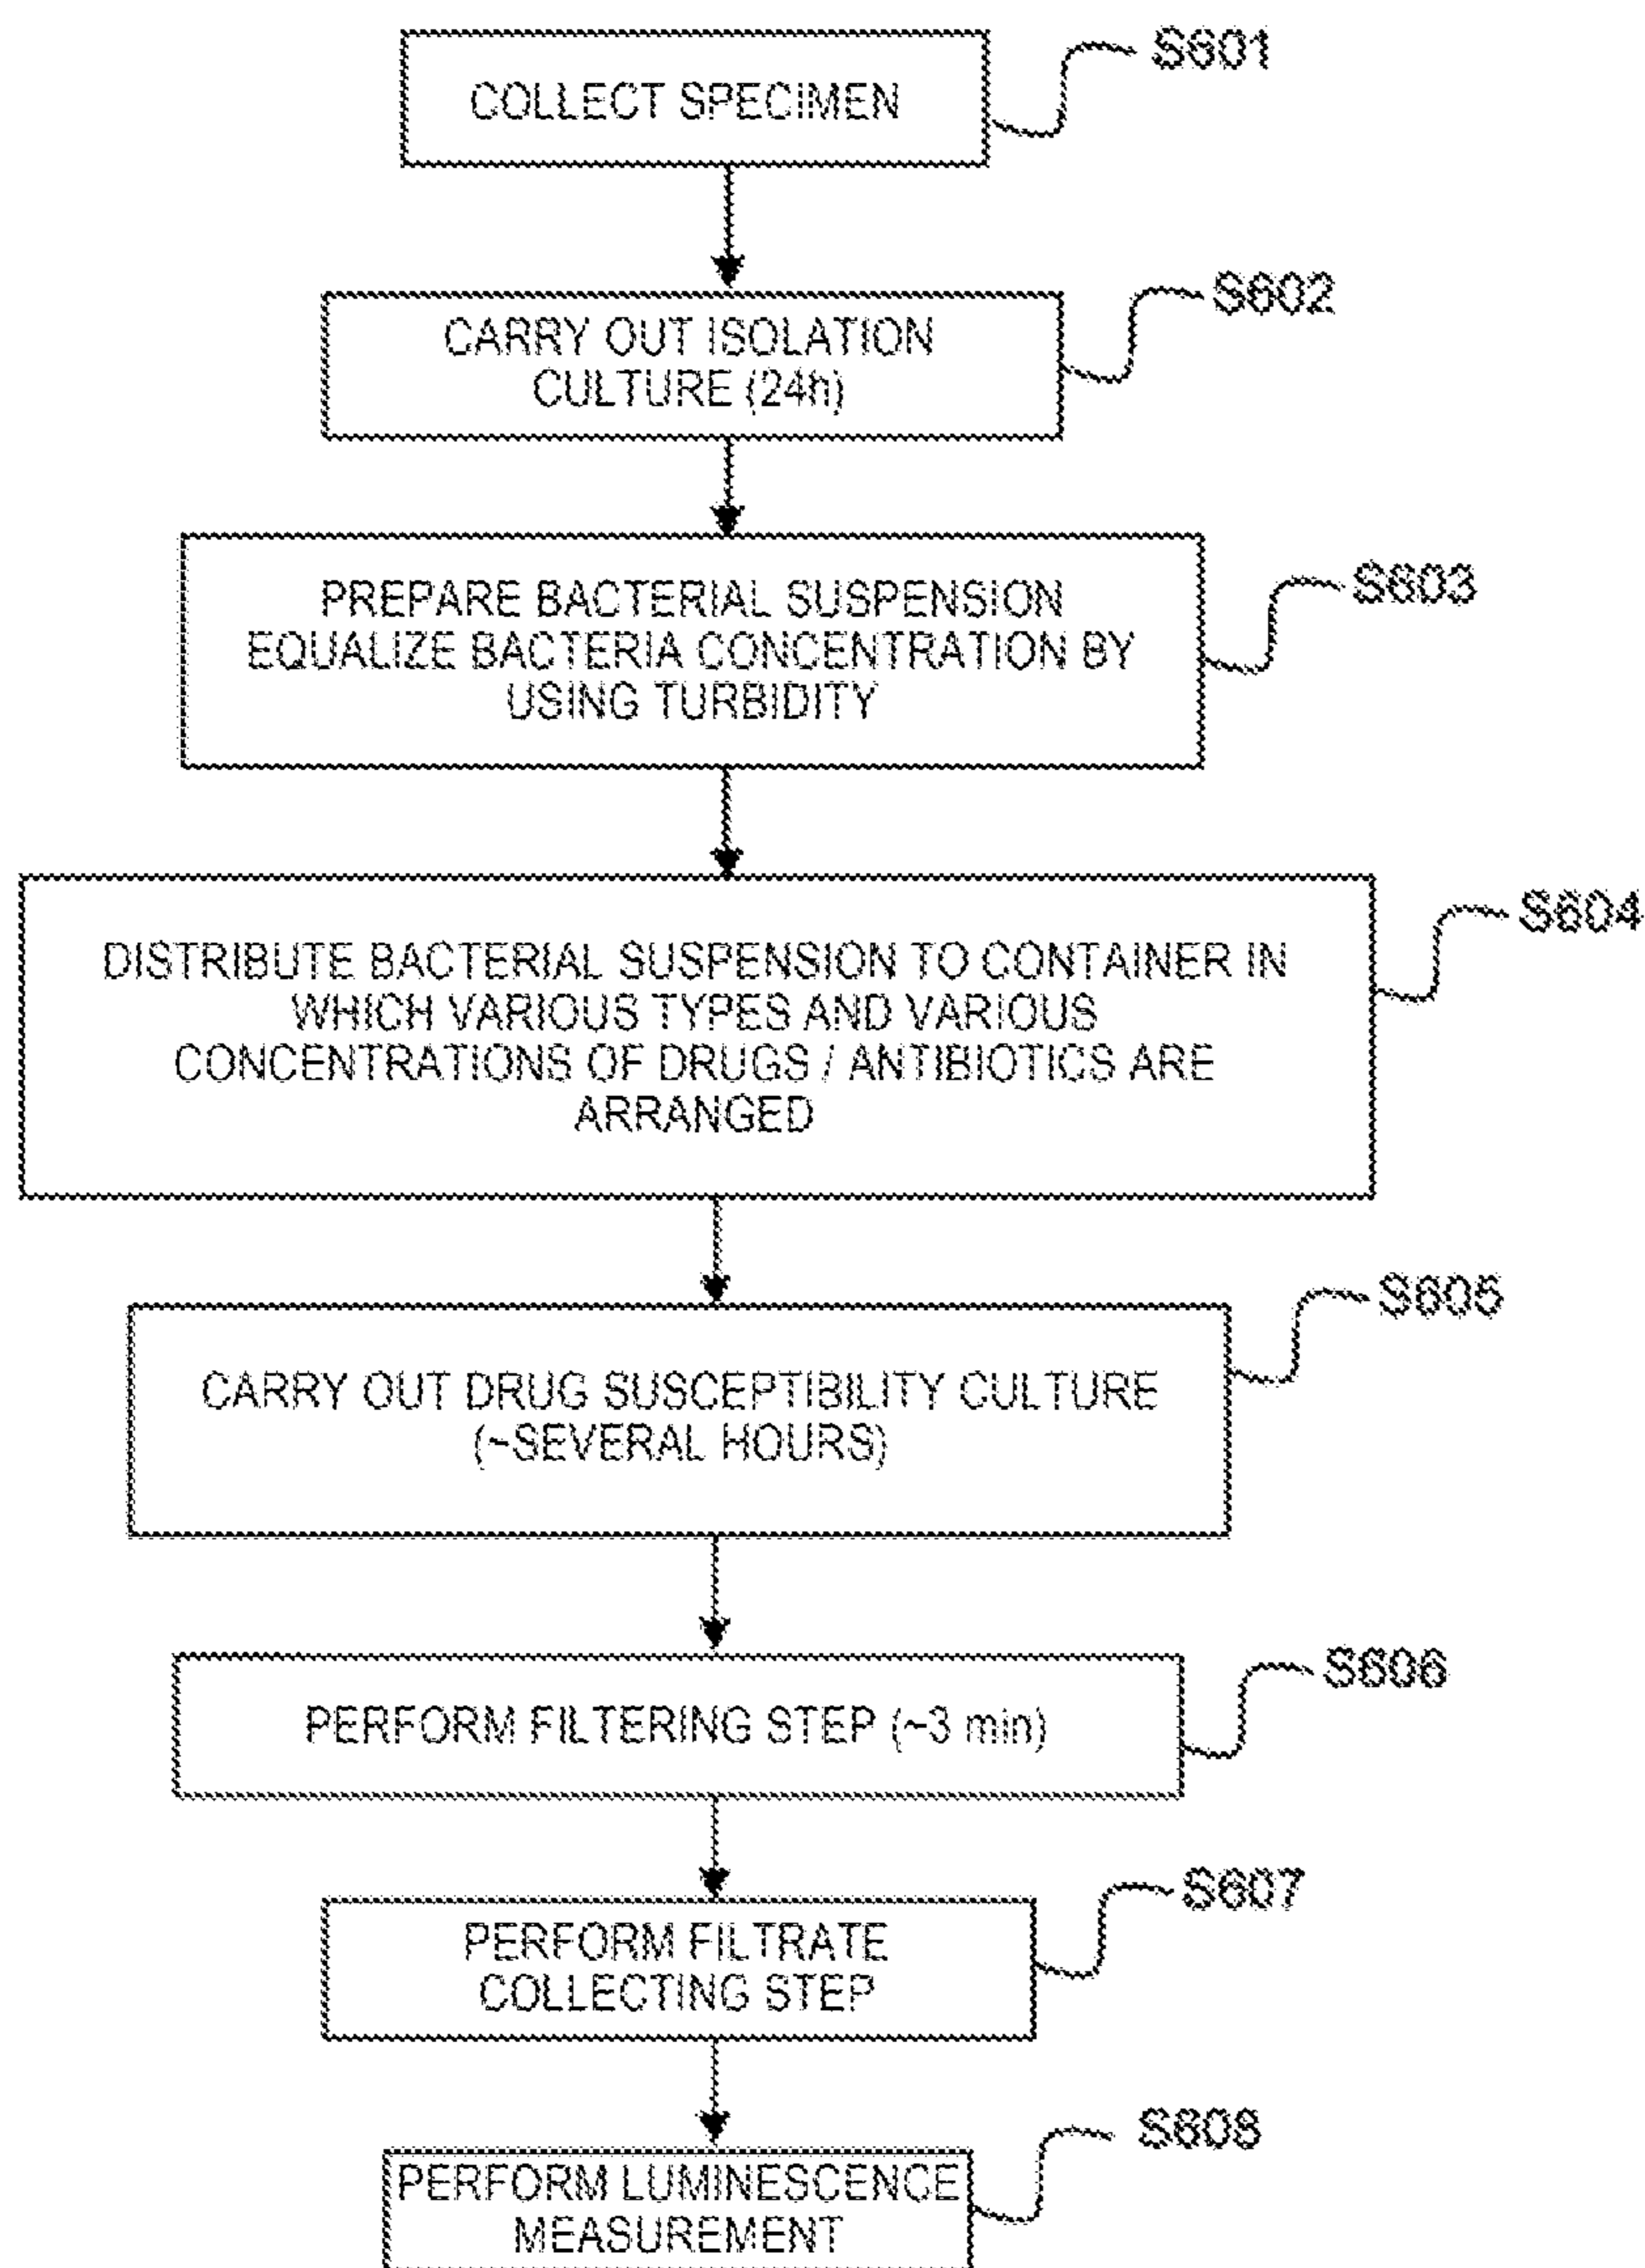 S601
COLLECT SPECIMEN
S602
CARRY OUT ISOLATION
CULTURE (24h)
S603
PREPARE BACTERIAL SUSPENSION
EQUALIZE BACTERIA CONCENTRATION BY
USING TURBIDITY
S604
DISTRIBUTE BACTERIAL SUSPENSION TO CONTAINER IN
WHICH VARIOUS TYPES AND VARIOUS
CONCENTRATIONS OF DRUGS / ANTIBIOTICS ARE
ARRANGED
S605
CARRY OUT DRUG SUSCEPTIBILITY CULTURE
(~SEVERAL HOURS)
S606
PERFORM FILTERING STEP (~3 min)
S607
PERFORM FILTRATE
COLLECTING STEP
S608
PERFORM LUMINESCENCE
MEASUREMENT